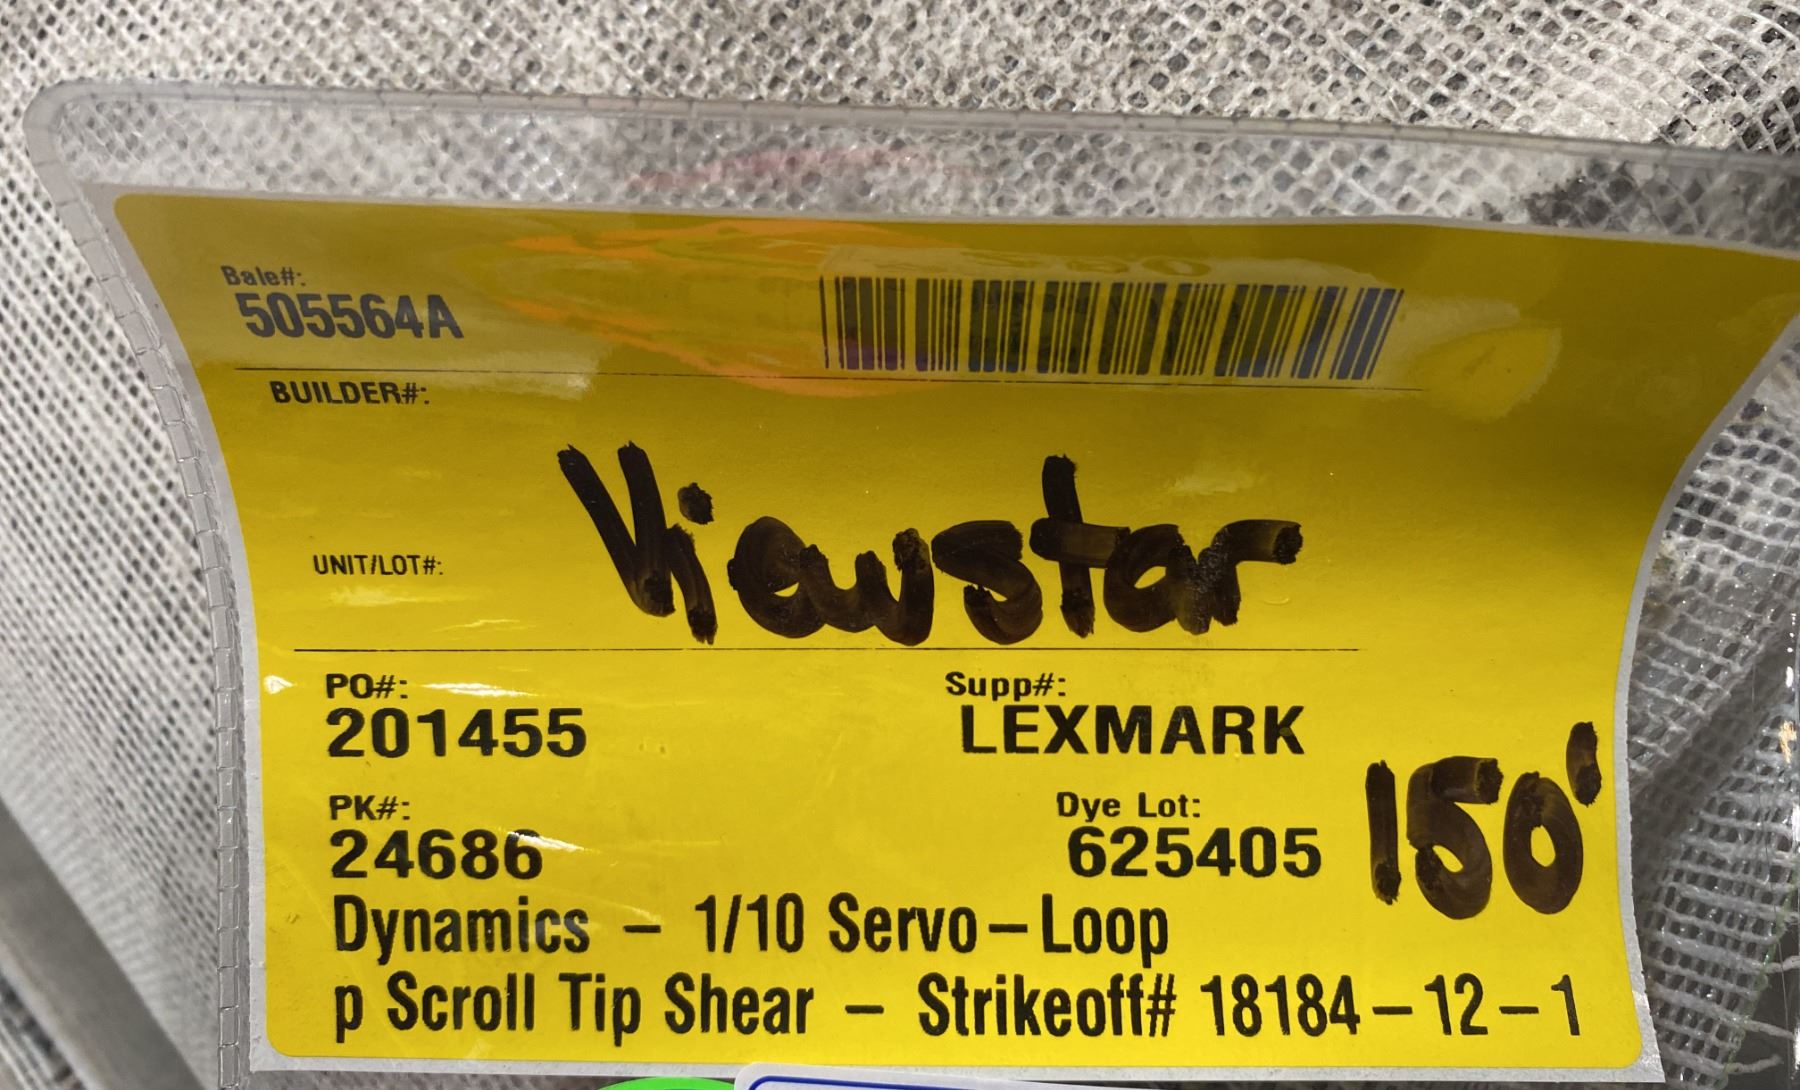 Bale#:
505564A
BUILDER#:
Viewstar
UNIT/LOT#:
PO#:
201455
Supp#:
LEXMARK
PK#:
24686
Dye Lot:
625405
150'
Dynamics – 1/10 Servo–Loop
p Scroll Tip Shear – Strikeoff# 18184–12–1